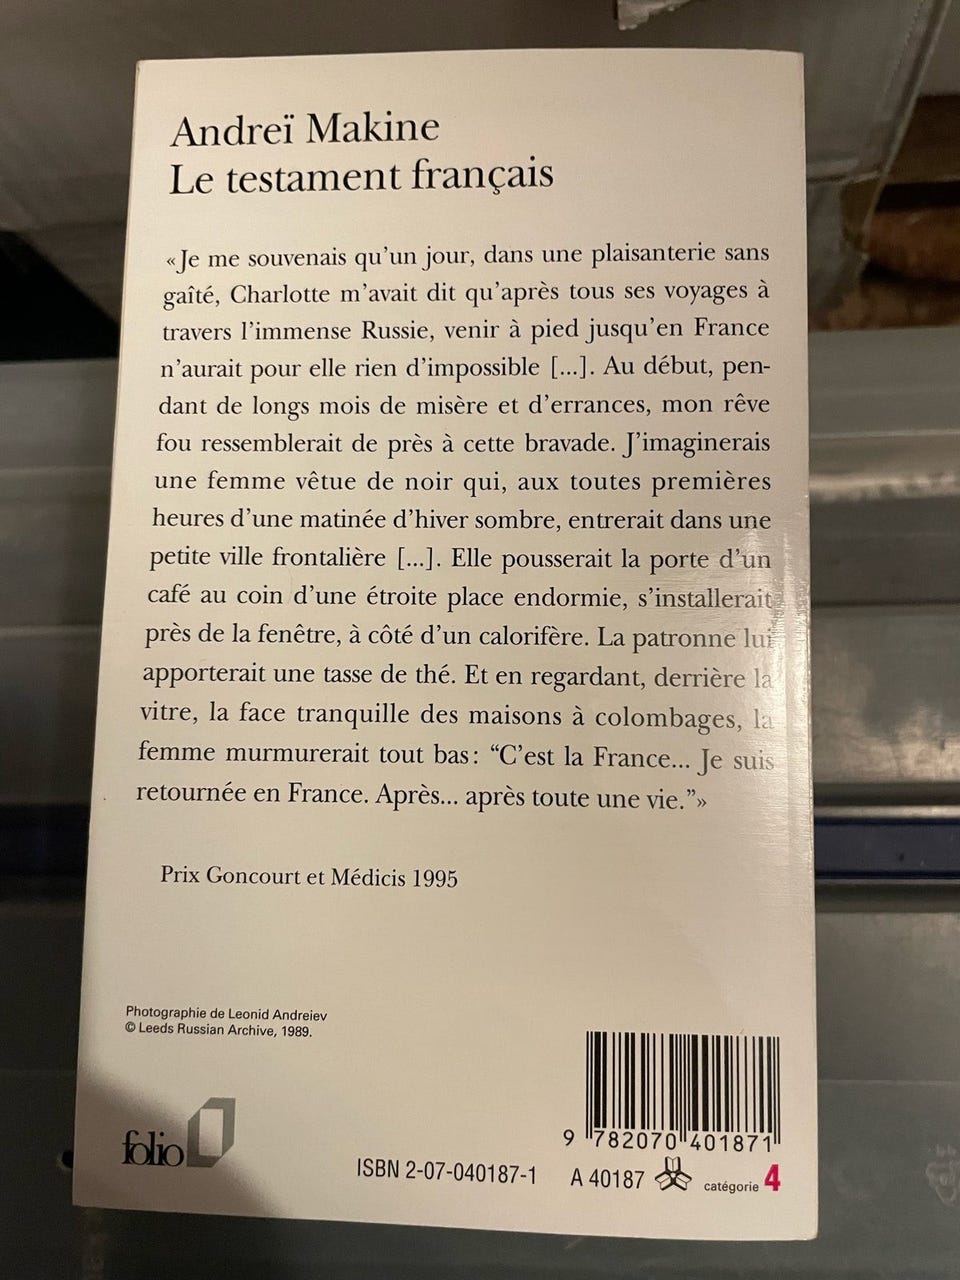 Andreï Makine
Le testament français
«Je me souvenais qu'un jour, dans une plaisanterie sans
gaîté, Charlotte m'avait dit qu'après tous ses voyages à
travers l'immense Russie, venir à pied jusqu'en France
n'aurait pour elle rien d'impossible [...]. Au début, pen-
dant de longs mois de misère et d'errances, mon rêve
fou ressemblerait de près à cette bravade. J'imaginerais
une femme vêtue de noir qui, aux toutes premières
heures d'une matinée d'hiver sombre, entrerait dans une
petite ville frontalière [...]. Elle pousserait la porte d'un
café au coin d'une étroite place endormie, s'installerait
près de la fenêtre, à côté d'un calorifère. La patronne lui
apporterait une tasse de thé. Et en regardant, derrière la
vitre, la face tranquille des maisons à colombages, la
femme murmurerait tout bas : “C'est la France... Je suis
retournée en France. Après... après toute une vie.”»
Prix Goncourt et Médicis 1995
Photographie de Leonid Andreiev
© Leeds Russian Archive, 1989.
folio
9 782070 401871
ISBN 2-07-040187-1 A 40187 catégorie 4